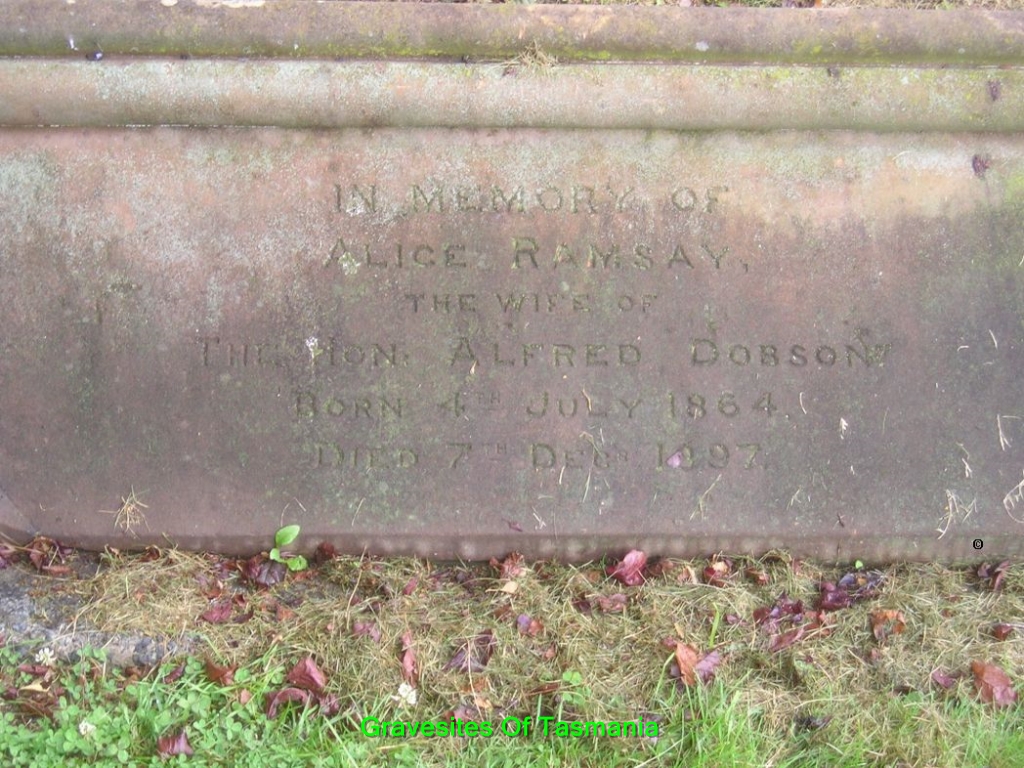 IN MEMORY OF
ALICE RAMSAY,
THE WIFE OF
THE HON. ALFRED DOBSON
BORN 4TH JULY 1864.
DIED 7TH DECR 1897.
©
Gravesites Of Tasmania